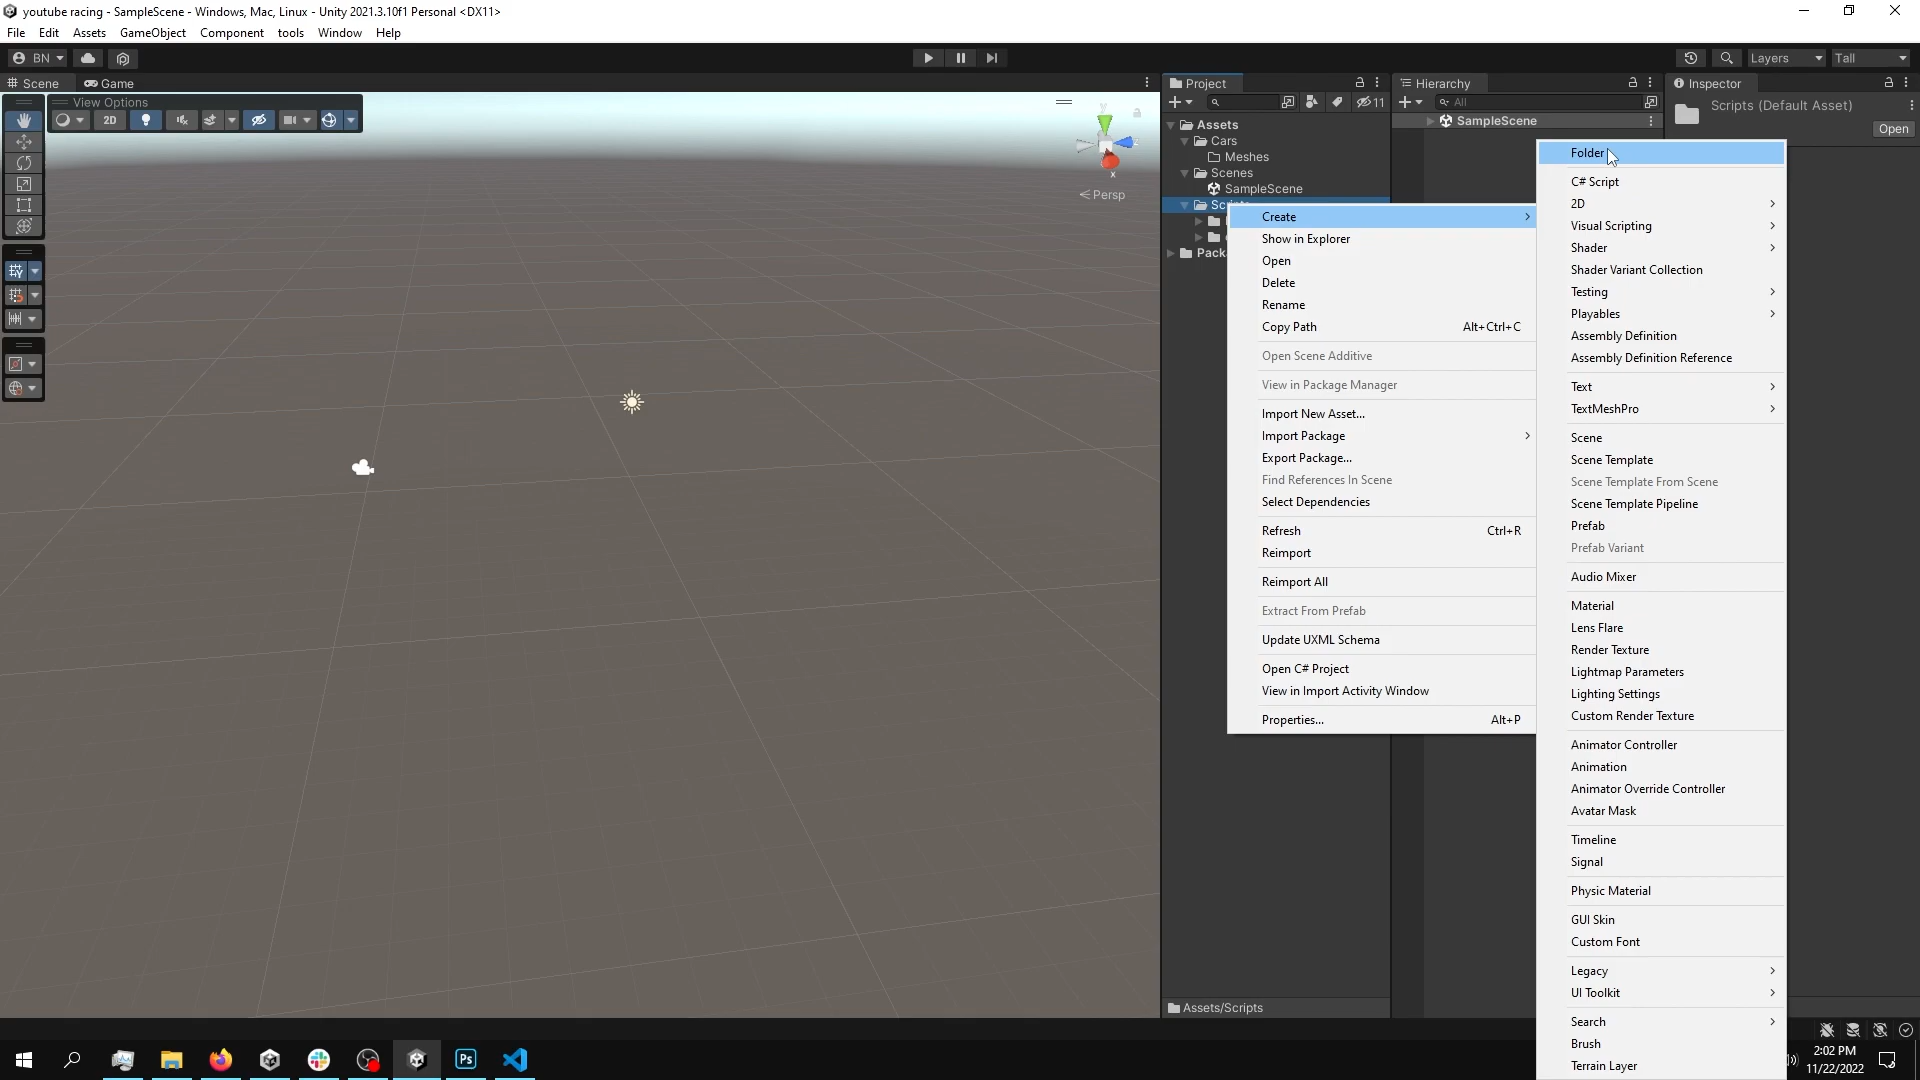 youtube racing - SampleScene - Windows, Mac, Linux - Unity 2021.3.10f1 Personal <DX11>
File Edit Assets GameObject Component tools Window Help
BN
Layers
Tall
Scene
Game
View Options
2D
y
x
Persp
Project
11
Assets
Cars
Meshes
Scenes
SampleScene
Assets/Scripts
Hierarchy
All
SampleScene
Inspector
Scripts (Default Asset)
Open
Create
Show in Explorer
Open
Delete
Rename
Copy Path Alt+Ctrl+C
Open Scene Additive
View in Package Manager
Import New Asset...
Import Package
Export Package...
Find References In Scene
Select Dependencies
Refresh Ctrl+R
Reimport
Reimport All
Extract From Prefab
Update UXML Schema
Open C# Project
View in Import Activity Window
Properties... Alt+P
Folder
C# Script
2D
Visual Scripting
Shader
Shader Variant Collection
Testing
Playables
Assembly Definition
Assembly Definition Reference
Text
TextMeshPro
Scene
Scene Template
Scene Template From Scene
Scene Template Pipeline
Prefab
Prefab Variant
Audio Mixer
Material
Lens Flare
Render Texture
Lightmap Parameters
Lighting Settings
Custom Render Texture
Animator Controller
Animation
Animator Override Controller
Avatar Mask
Timeline
Signal
Physic Material
GUI Skin
Custom Font
Legacy
UI Toolkit
Search
Brush
Terrain Layer
Ps
2:02 PM
11/22/2022